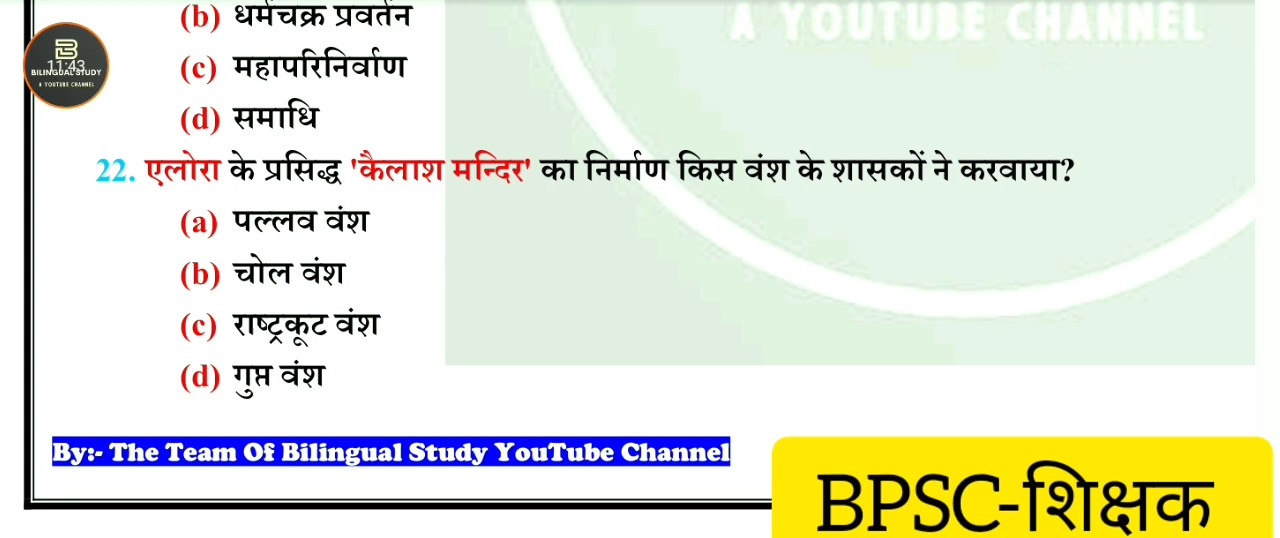 (b) धर्मचक्र प्रवर्तन
A YOUTUBE CHANNEL
11:43
BILINGUAL STUDY
A YOUTUBE CHANNEL
(c) महापरिनिर्वाण
(d) समाधि
22. एलोरा के प्रसिद्ध 'कैलाश मन्दिर' का निर्माण किस वंश के शासकों ने करवाया?
(a) पल्लव वंश
(b) चोल वंश
(c) राष्ट्रकूट वंश
(d) गुप्त वंश
By:- The Team Of Bilingual Study YouTube Channel
BPSC-शिक्षक